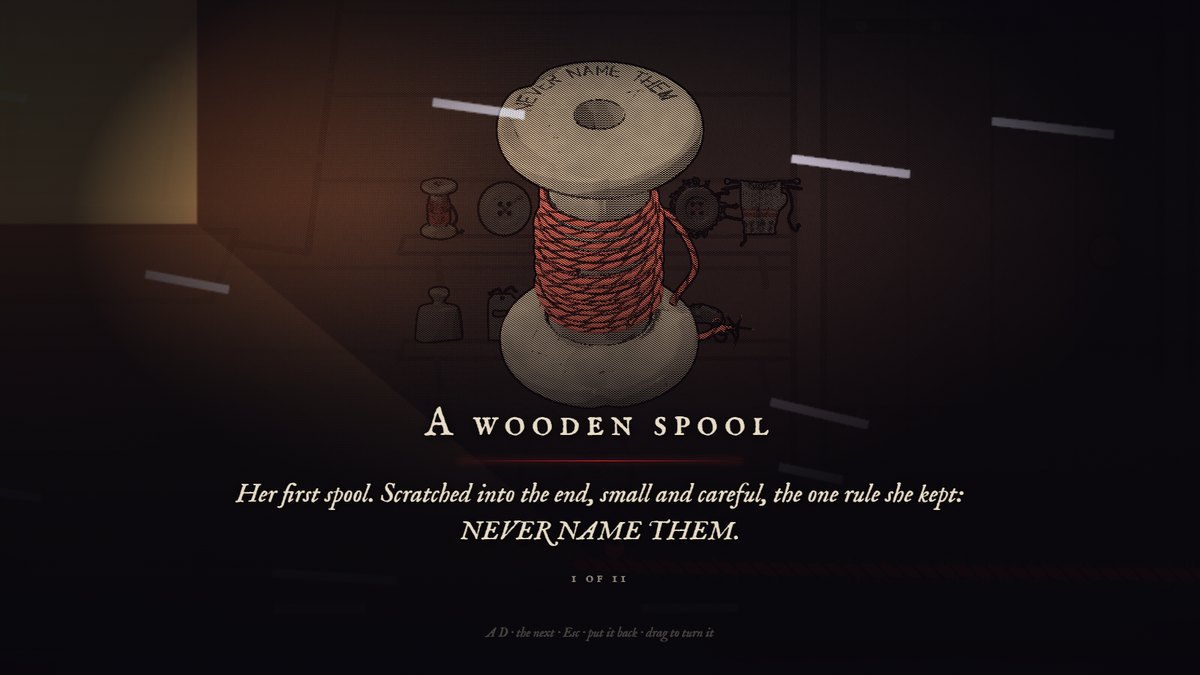 NEVER NAME THEM
A WOODEN SPOOL
Her first spool. Scratched into the end, small and careful, the one rule she kept:
NEVER NAME THEM.
1 OF 11
A D · the next · Esc · put it back · drag to turn it